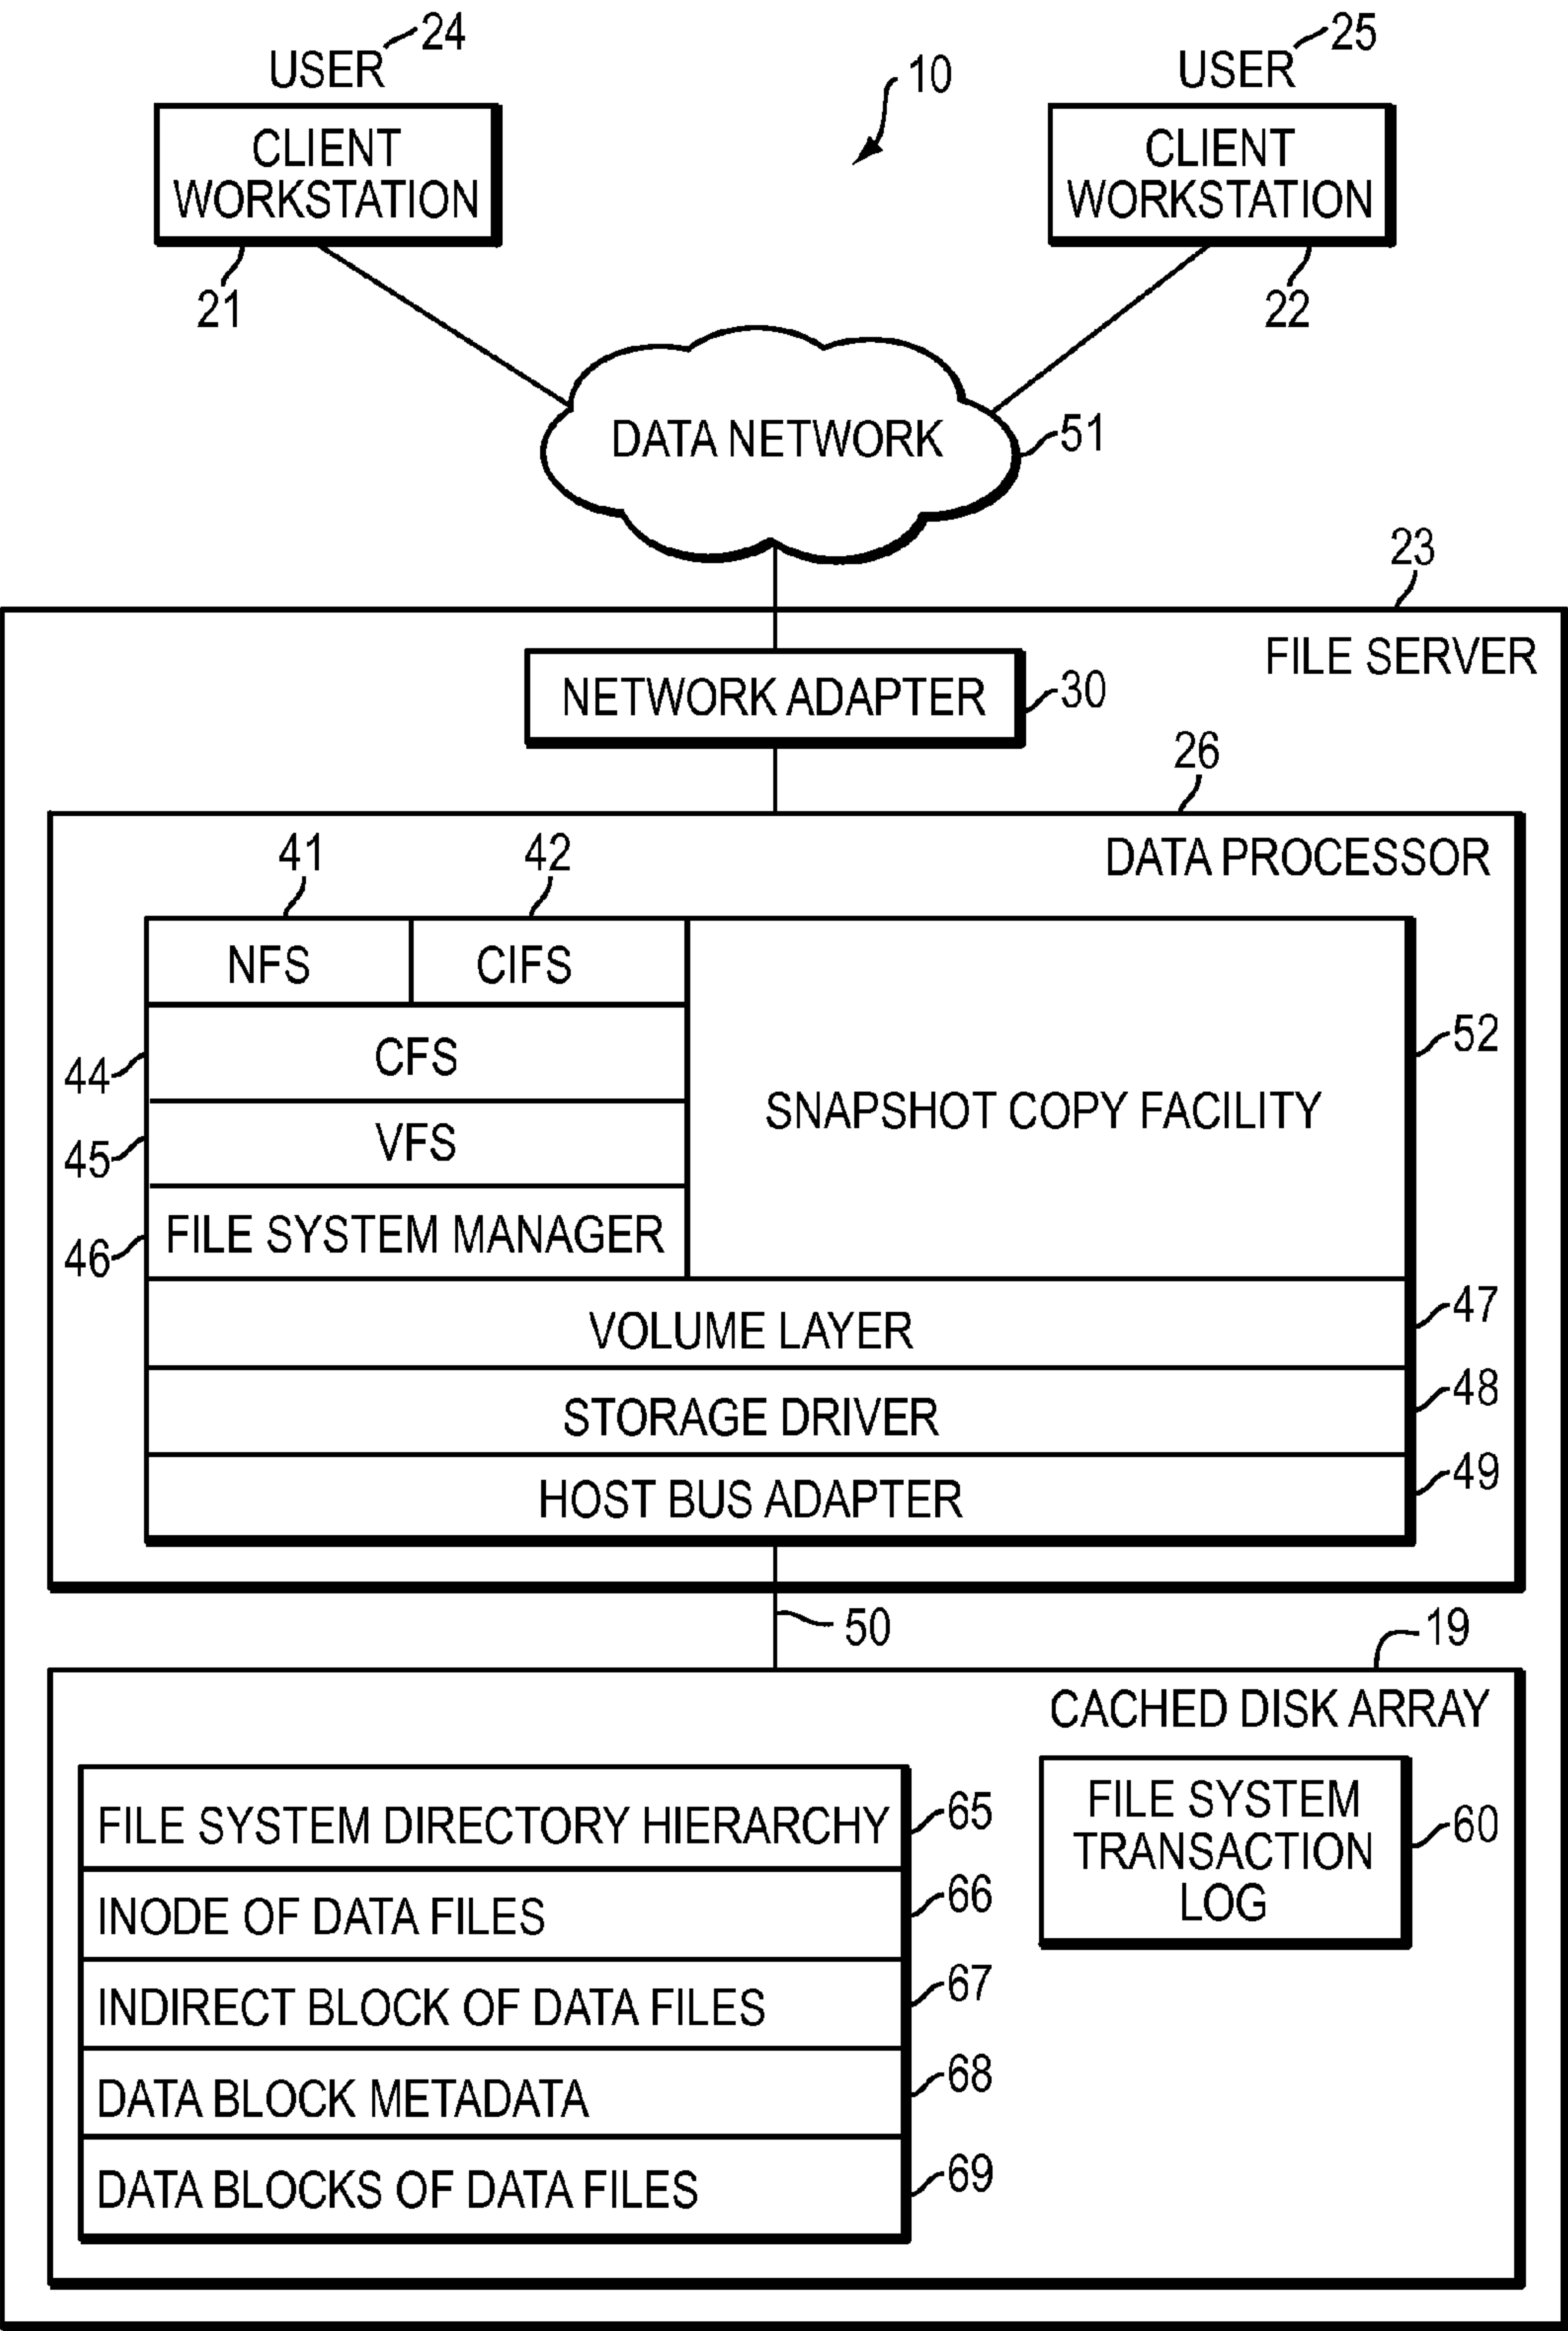 24
25
USER
USER
10
CLIENT
WORKSTATION
CLIENT
WORKSTATION
21
22
DATA NETWORK
51
23
FILE SERVER
NETWORK ADAPTER
30
26
DATA PROCESSOR
41
42
NFS
CIFS
52
44
CFS
SNAPSHOT COPY FACILITY
45
VFS
46
FILE SYSTEM MANAGER
47
VOLUME LAYER
48
STORAGE DRIVER
49
HOST BUS ADAPTER
50
19
CACHED DISK ARRAY
FILE SYSTEM DIRECTORY HIERARCHY
65
FILE SYSTEM
TRANSACTION
LOG
60
INODE OF DATA FILES
66
INDIRECT BLOCK OF DATA FILES
67
DATA BLOCK METADATA
68
DATA BLOCKS OF DATA FILES
69